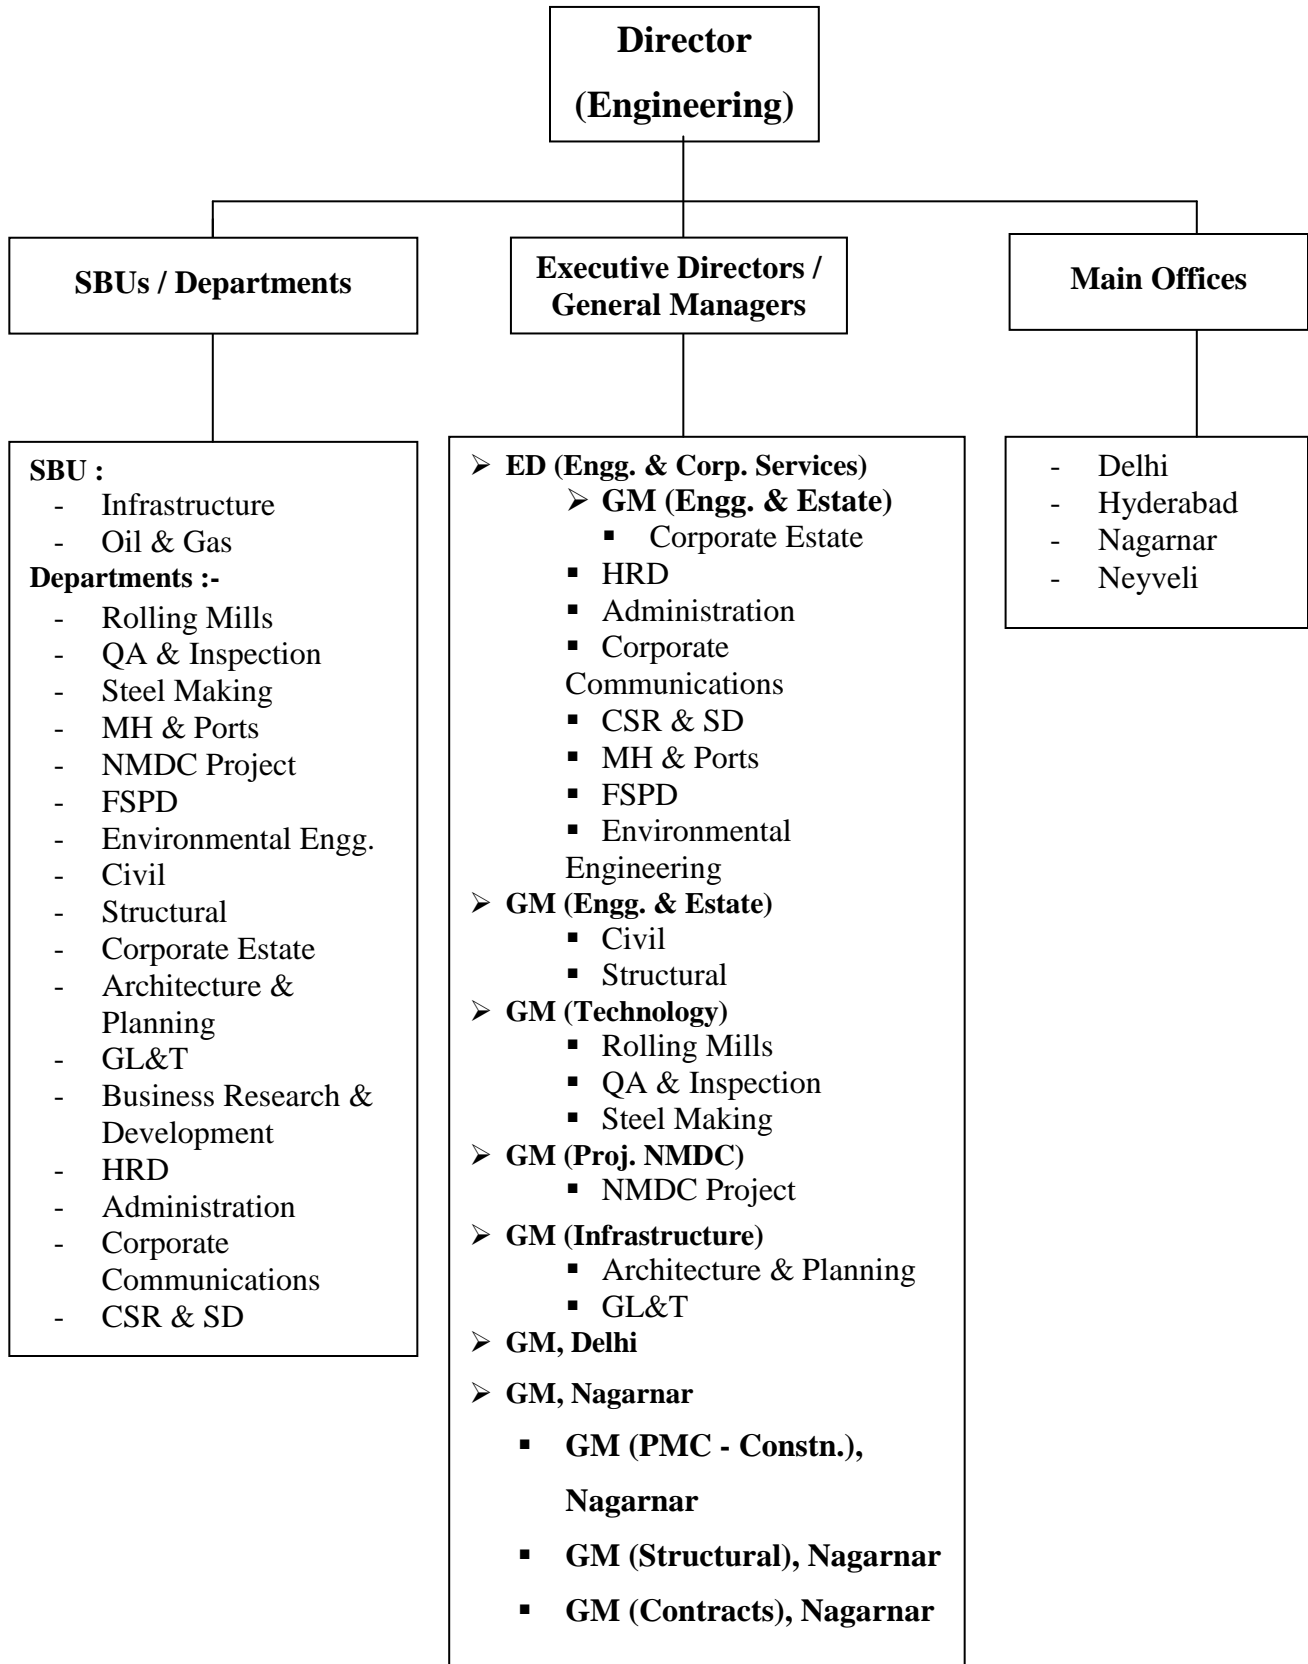 Director
(Engineering)
SBUs / Departments
Executive Directors /
General Managers
Main Offices
SBU :
- Infrastructure
- Oil & Gas
Departments :-
- Rolling Mills
- QA & Inspection
- Steel Making
- MH & Ports
- NMDC Project
- FSPD
- Environmental Engg.
- Civil
- Structural
- Corporate Estate
- Architecture &
Planning
- GL&T
- Business Research &
Development
- HRD
- Administration
- Corporate
Communications
- CSR & SD
➢ ED (Engg. & Corp. Services)
➢ GM (Engg. & Estate)
▪ Corporate Estate
▪ HRD
▪ Administration
▪ Corporate
Communications
▪ CSR & SD
▪ MH & Ports
▪ FSPD
▪ Environmental
Engineering
➢ GM (Engg. & Estate)
▪ Civil
▪ Structural
➢ GM (Technology)
▪ Rolling Mills
▪ QA & Inspection
▪ Steel Making
➢ GM (Proj. NMDC)
▪ NMDC Project
➢ GM (Infrastructure)
▪ Architecture & Planning
▪ GL&T
➢ GM, Delhi
➢ GM, Nagarnar
▪ GM (PMC - Constn.),
Nagarnar
▪ GM (Structural), Nagarnar
▪ GM (Contracts), Nagarnar
- Delhi
- Hyderabad
- Nagarnar
- Neyveli